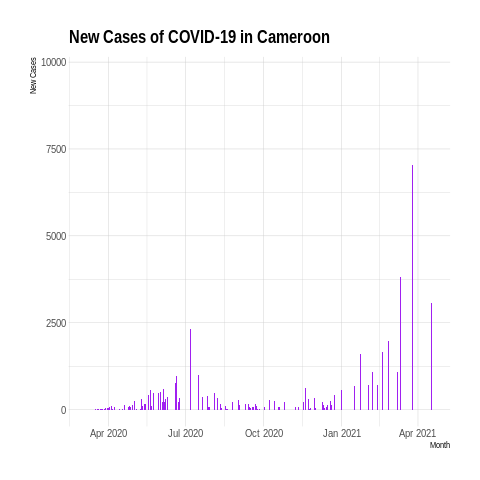 New Cases of COVID-19 in Cameroon
New Cases
10000
7500
5000
2500
0
Apr 2020 Jul 2020 Oct 2020 Jan 2021 Apr 2021
Month